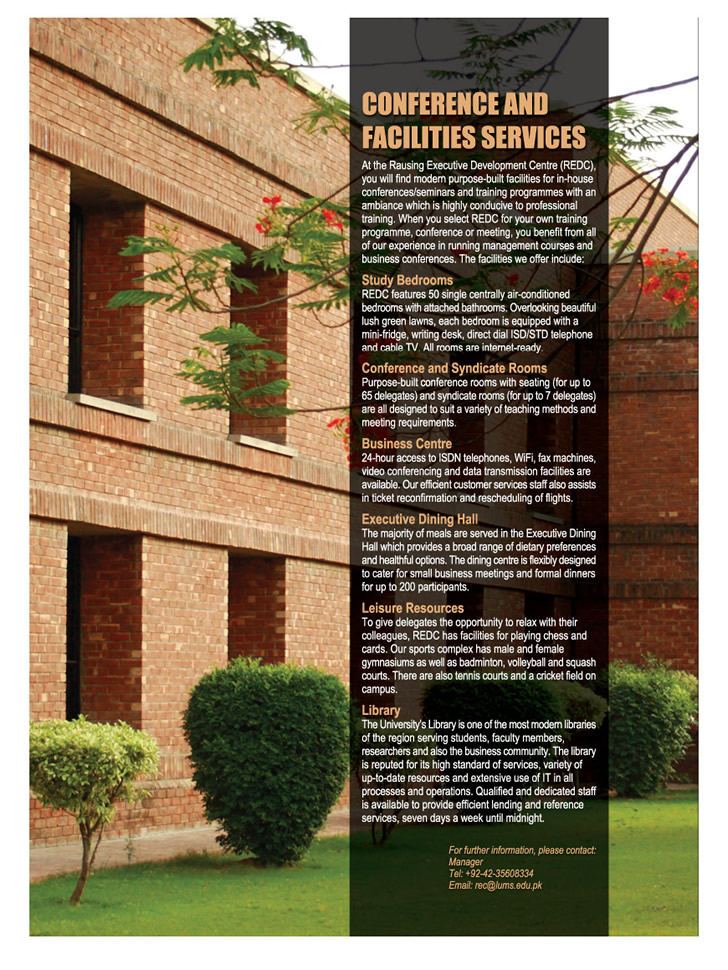 CONFERENCE AND
FACILITIES SERVICES
At the Rausing Executive Development Centre (REDC),
you will find modern purpose-built facilities for in-house
conferences/seminars and training programmes with an
ambiance which is highly conducive to professional
training. When you select REDC for your own training
programme, conference or meeting, you benefit from all
of our experience in running management courses and
business conferences. The facilities we offer include:
Study Bedrooms
REDC features 50 single centrally air-conditioned
bedrooms with attached bathrooms. Overlooking beautiful
lush green lawns, each bedroom is equipped with a
mini-fridge, writing desk, direct dial ISD/STD telephone
and cable TV. All rooms are internet-ready.
Conference and Syndicate Rooms
Purpose-built conference rooms with seating (for up to
65 delegates) and syndicate rooms (for up to 7 delegates)
are all designed to suit a variety of teaching methods and
meeting requirements.
Business Centre
24-hour access to ISDN telephones, WiFi, fax machines,
video conferencing and data transmission facilities are
available. Our efficient customer services staff also assists
in ticket reconfirmation and rescheduling of flights.
Executive Dining Hall
The majority of meals are served in the Executive Dining
Hall which provides a broad range of dietary preferences
and healthful options. The dining centre is flexibly designed
to cater for small business meetings and formal dinners
for up to 200 participants.
Leisure Resources
To give delegates the opportunity to relax with their
colleagues, REDC has facilities for playing chess and
cards. Our sports complex has male and female
gymnasiums as well as badminton, volleyball and squash
courts. There are also tennis courts and a cricket field on
campus.
Library
The University's Library is one of the most modern libraries
of the region serving students, faculty members,
researchers and also the business community. The library
is reputed for its high standard of services, variety of
up-to-date resources and extensive use of IT in all
processes and operations. Qualified and dedicated staff
is available to provide efficient lending and reference
services, seven days a week until midnight.
For further information, please contact:
Manager
Tel: +92-42-35608334
Email: rec@lums.edu.pk